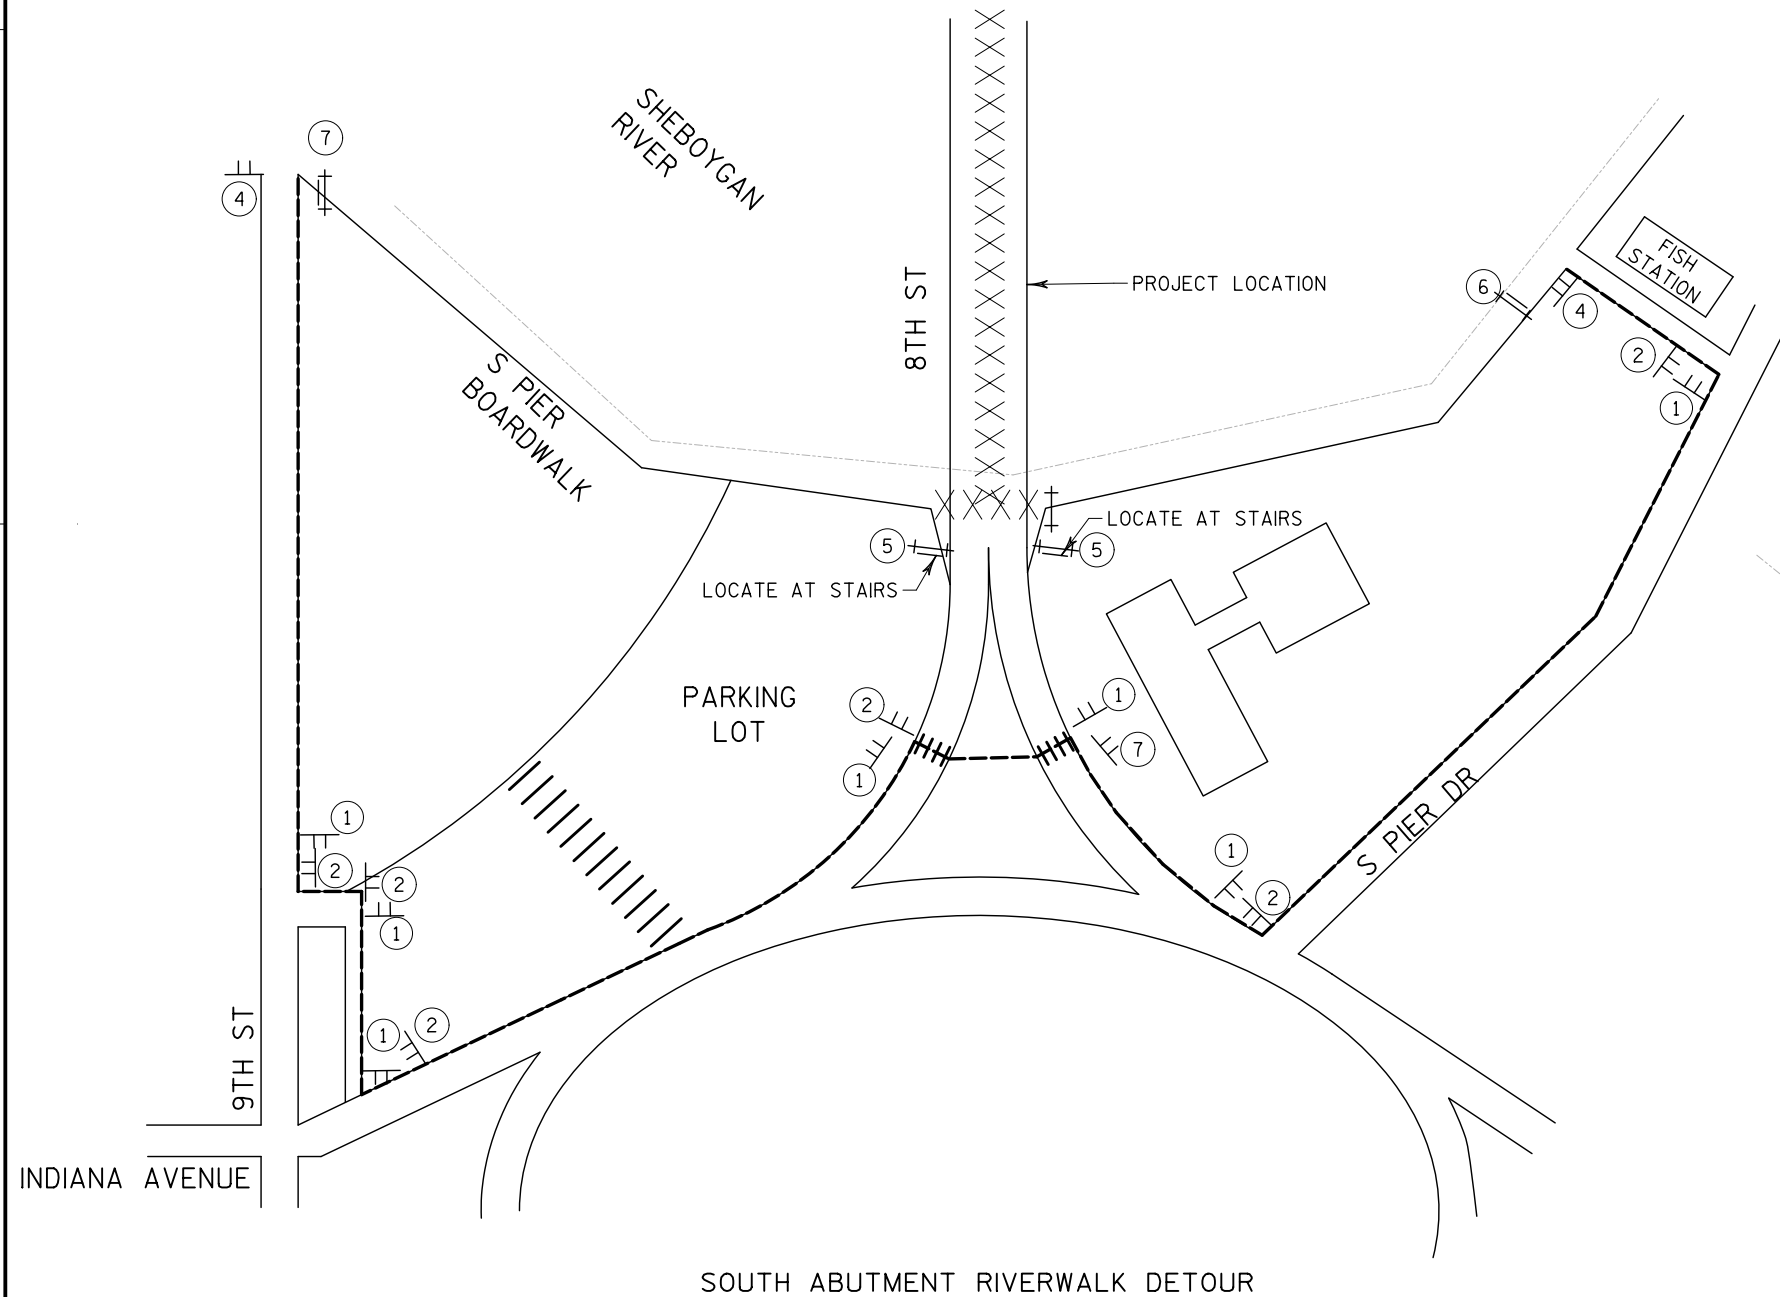 7
4
SHEBOYGAN
RIVER
8TH ST
PROJECT LOCATION
FISH
STATION
6
4
2
1
S PIER
BOARDWALK
LOCATE AT STAIRS
5
5
LOCATE AT STAIRS
PARKING
LOT
2
1
1
7
1
2
2
1
1
2
S PIER DR
1
2
9TH ST
INDIANA AVENUE
SOUTH ABUTMENT RIVERWALK DETOUR